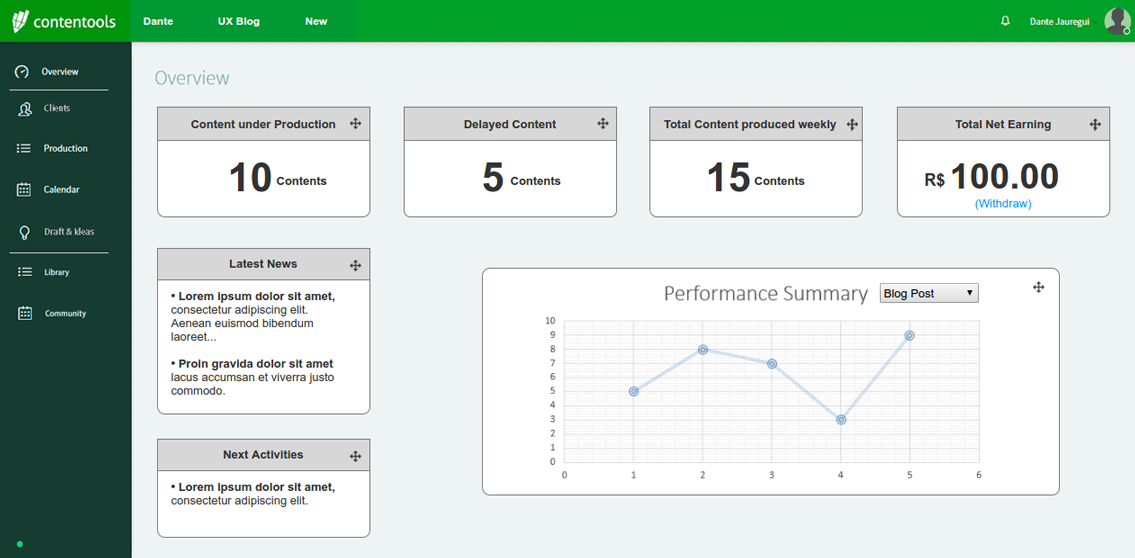 contentools
Dante
UX Blog
New
Dante Jauregui
Overview
Clients
Production
Calendar
Draft & Ideas
Library
Community
Overview
Content under Production
10 Contents
Delayed Content
5 Contents
Total Content produced weekly
15 Contents
Total Net Earning
R$ 100.00
(Withdraw)
Latest News
• Lorem ipsum dolor sit amet,
consectetur adipiscing elit.
Aenean euismod bibendum
laoreet...
• Proin gravida dolor sit amet
lacus accumsan et viverra justo
commodo.
Next Activities
• Lorem ipsum dolor sit amet,
consectetur adipiscing elit.
Performance Summary
Blog Post
10
9
8
7
6
5
4
3
2
1
0
0 1 2 3 4 5 6